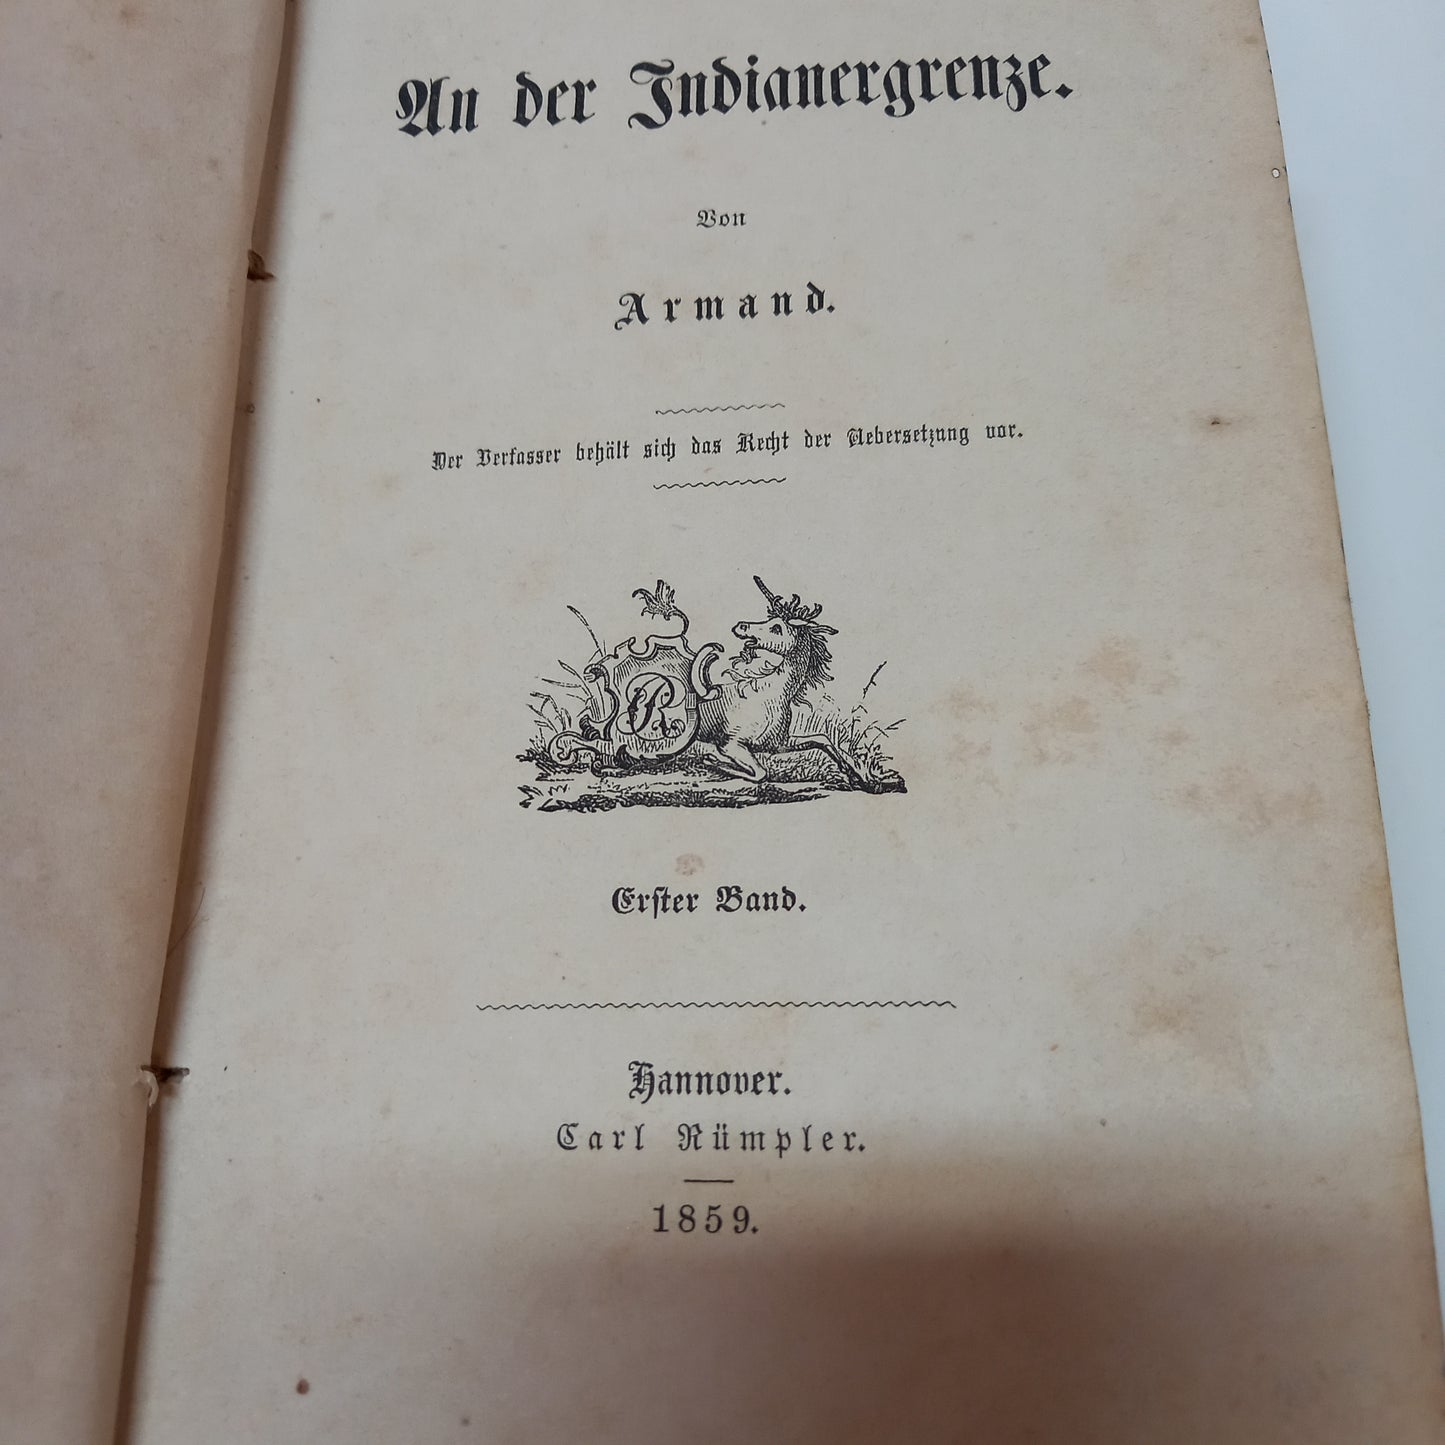 An der Indianergrenze.
Von
Armand.
Der Verfasser behält sich das Recht der Uebersetzung vor.
CR
Erſter Band.
Hannover.
Carl Rümpler.
1859.